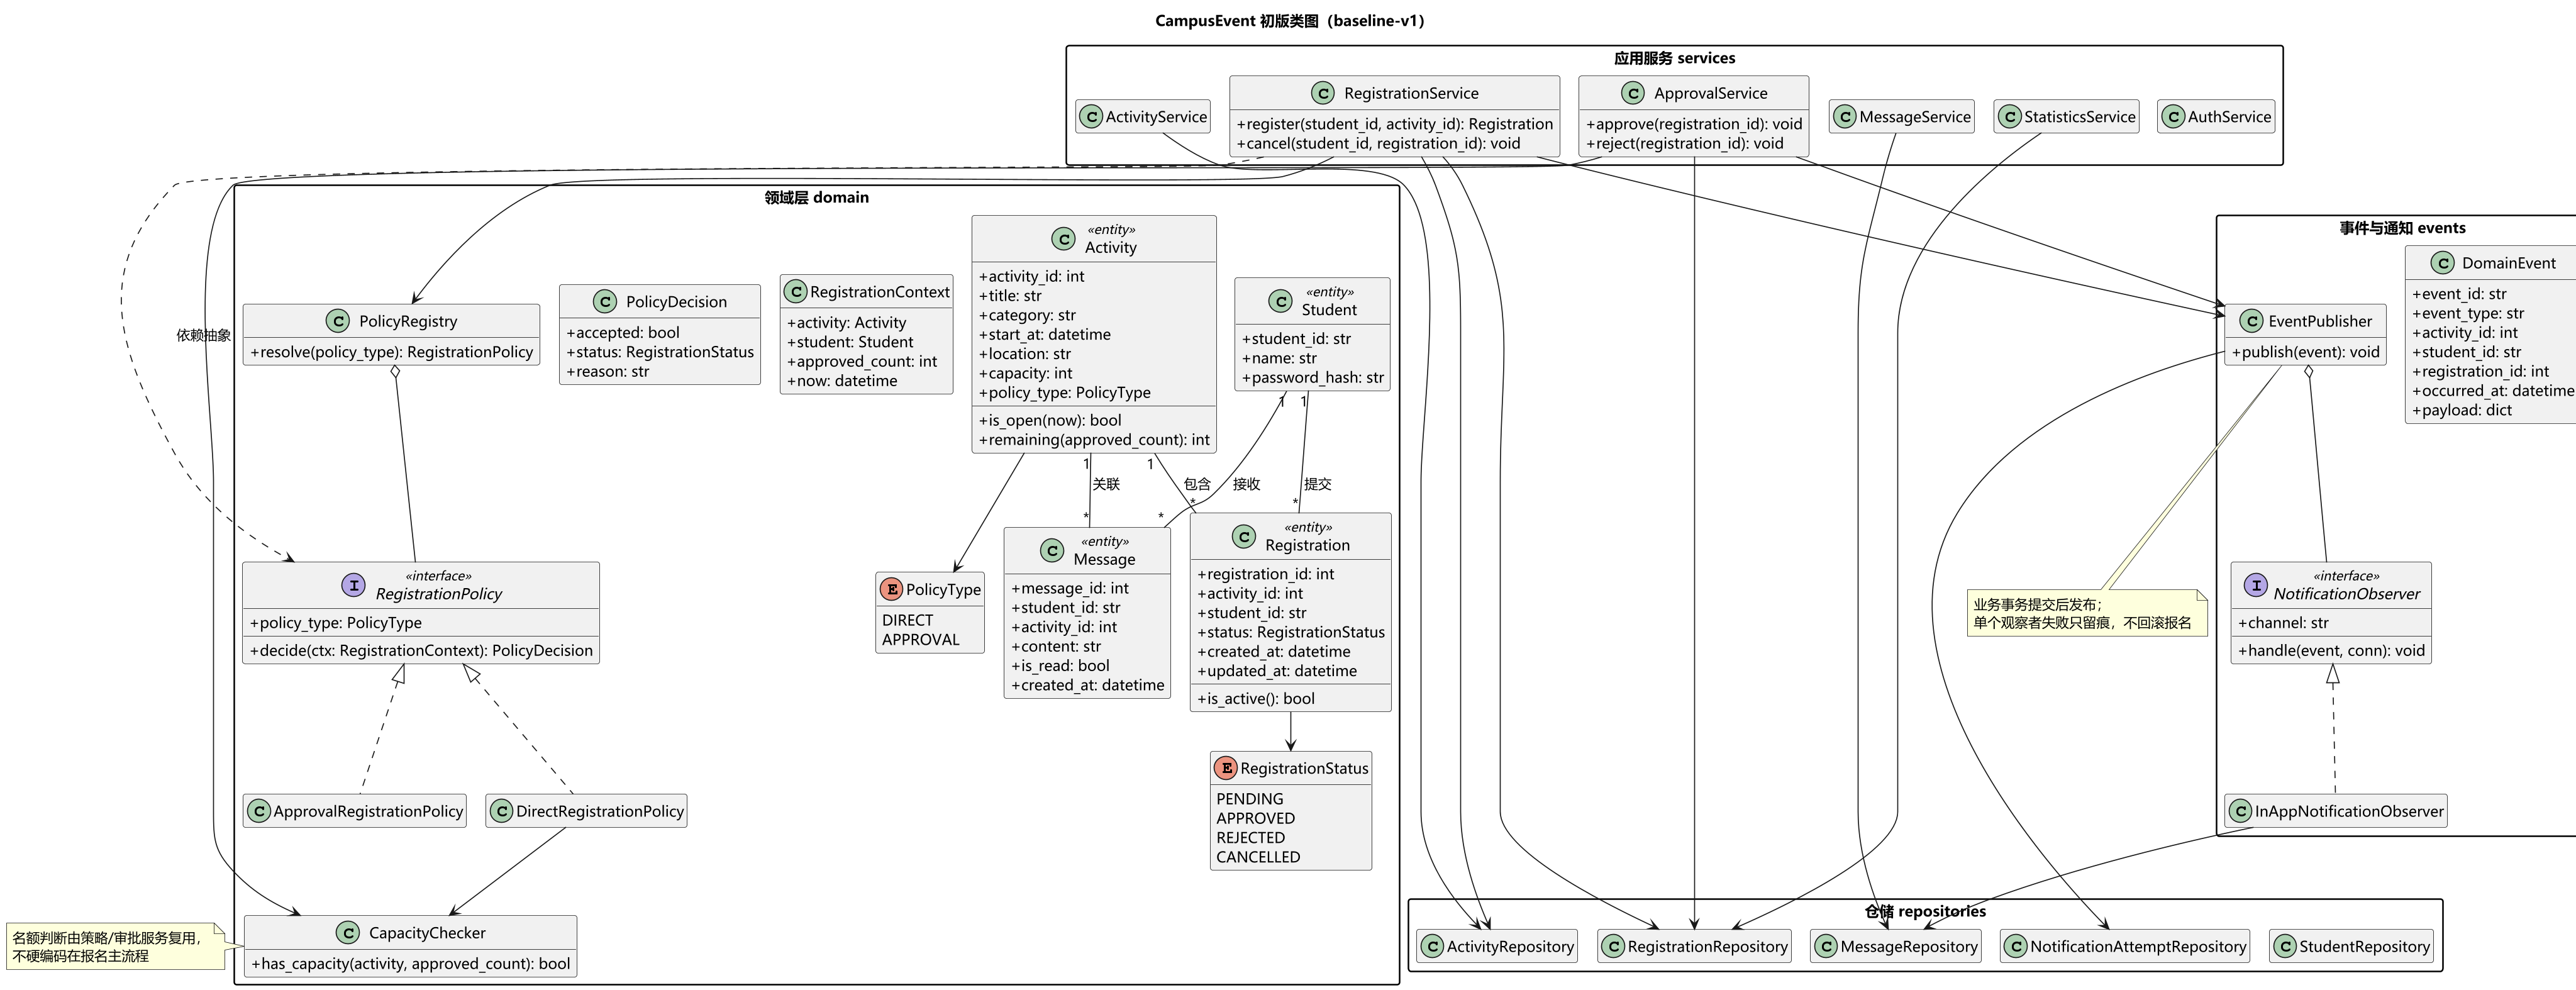 CampusEvent 初版类图（baseline-v1）
应用服务 services
C ActivityService
C RegistrationService
+register(student_id, activity_id): Registration
+cancel(student_id, registration_id): void
C ApprovalService
+approve(registration_id): void
+reject(registration_id): void
C MessageService
C StatisticsService
C AuthService
领域层 domain
C PolicyRegistry
+resolve(policy_type): RegistrationPolicy
C PolicyDecision
+accepted: bool
+status: RegistrationStatus
+reason: str
C RegistrationContext
+activity: Activity
+student: Student
+approved_count: int
+now: datetime
«entity»
C Activity
+activity_id: int
+title: str
+category: str
+start_at: datetime
+location: str
+capacity: int
+policy_type: PolicyType
+is_open(now): bool
+remaining(approved_count): int
«entity»
C Student
+student_id: str
+name: str
+password_hash: str
依赖抽象
1
1
1
1
关联
包含
接收
提交
*
*
*
*
«interface»
I RegistrationPolicy
+policy_type: PolicyType
+decide(ctx: RegistrationContext): PolicyDecision
E PolicyType
DIRECT
APPROVAL
«entity»
C Message
+message_id: int
+student_id: str
+activity_id: int
+content: str
+is_read: bool
+created_at: datetime
«entity»
C Registration
+registration_id: int
+activity_id: int
+student_id: str
+status: RegistrationStatus
+created_at: datetime
+updated_at: datetime
+is_active(): bool
E RegistrationStatus
PENDING
APPROVED
REJECTED
CANCELLED
C ApprovalRegistrationPolicy
C DirectRegistrationPolicy
C CapacityChecker
+has_capacity(activity, approved_count): bool
名额判断由策略/审批服务复用，
不硬编码在报名主流程
事件与通知 events
C DomainEvent
+event_id: str
+event_type: str
+activity_id: int
+student_id: str
+registration_id: int
+occurred_at: datetime
+payload: dict
C EventPublisher
+publish(event): void
业务事务提交后发布；
单个观察者失败只留痕，不回滚报名
«interface»
I NotificationObserver
+channel: str
+handle(event, conn): void
C InAppNotificationObserver
仓储 repositories
C ActivityRepository
C RegistrationRepository
C MessageRepository
C NotificationAttemptRepository
C StudentRepository